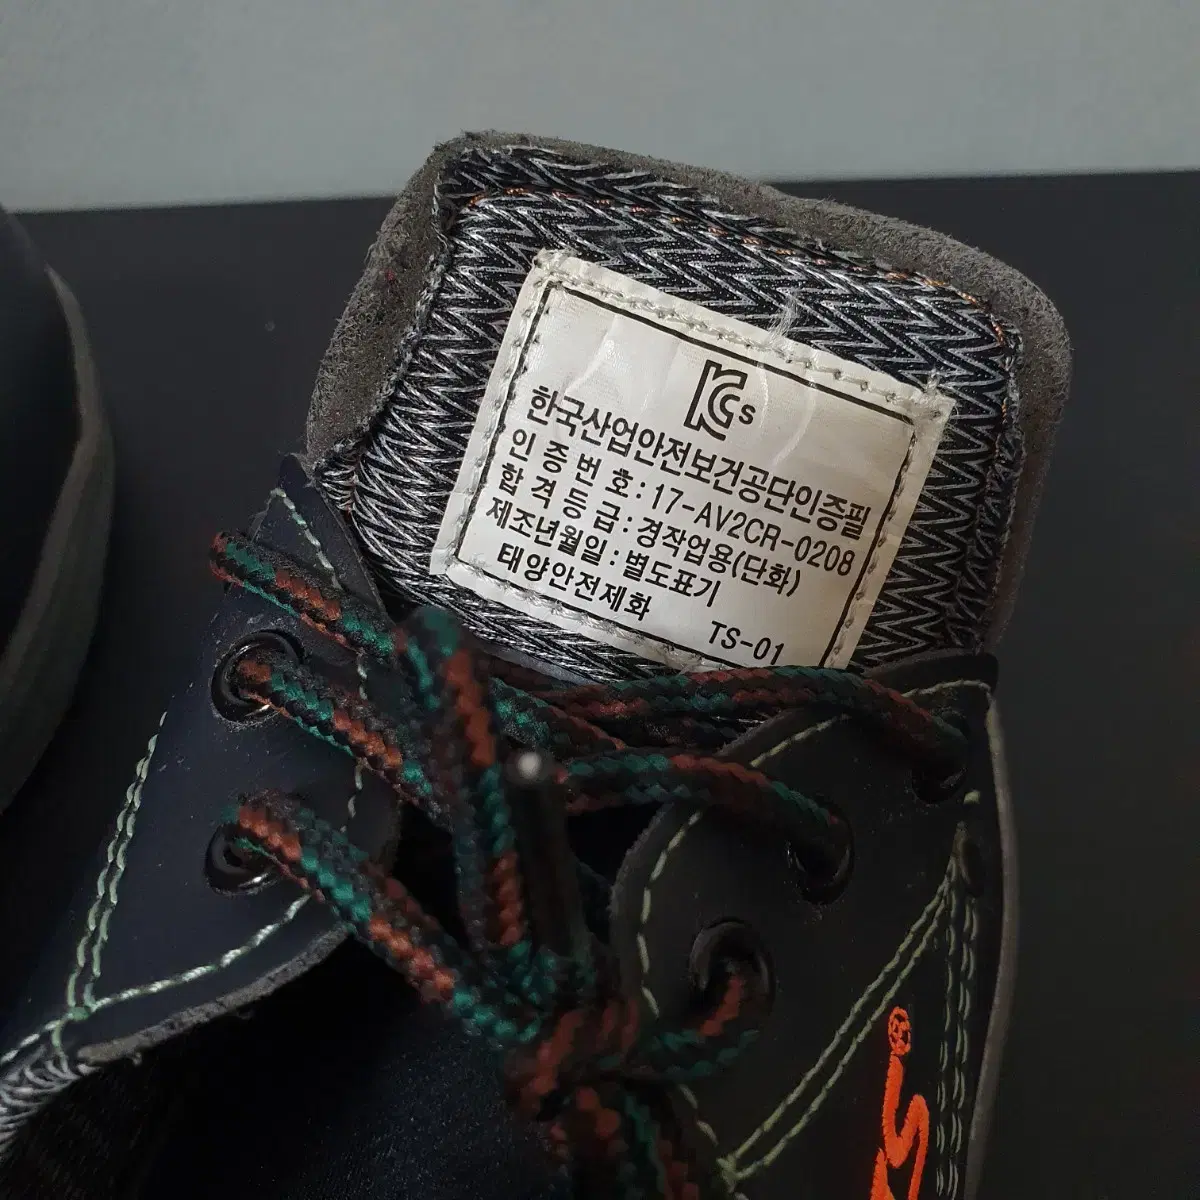 KCs
한국산업안전보건공단인증필
인 증 번 호 : 17-AV2CR-0208
합 격 등 급 : 경작업용(단화)
제조년월일 : 별도표기
태양안전제화 TS-01